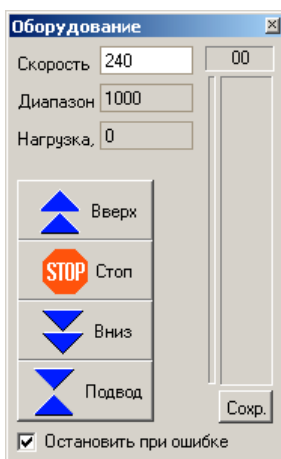 Оборудование
Скорость 240 00
Диапазон 1000
Нагрузка, 0
Вверх
STOP Стоп
Вниз
Подвод
Сохр.
Остановить при ошибке